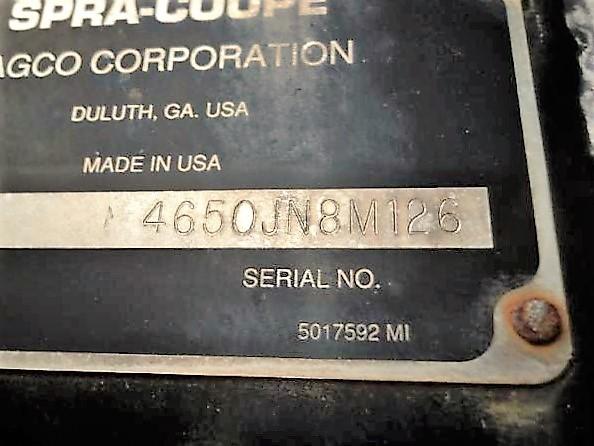 SPRA-COUPE
AGCO CORPORATION
DULUTH, GA. USA
MADE IN USA
4650JN8M126
SERIAL NO.
5017592 MI